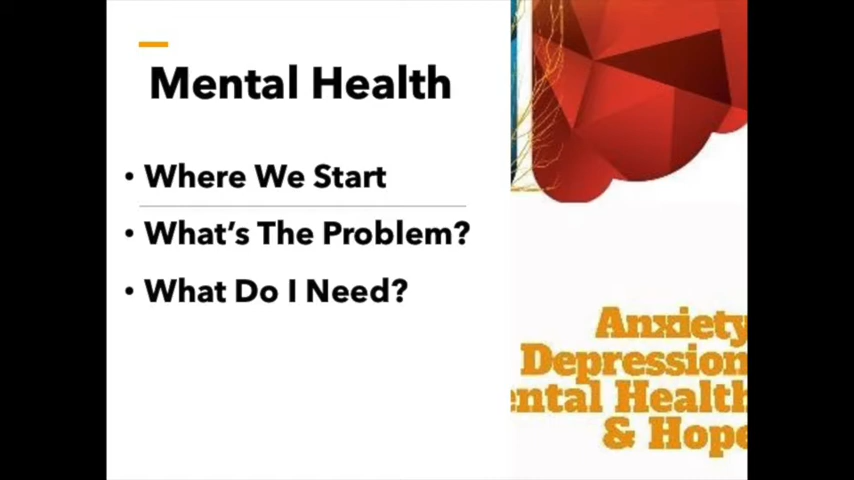 Mental Health
• Where We Start
• What's The Problem?
• What Do I Need?
Anxiety
Depression
ental Health
& Hope